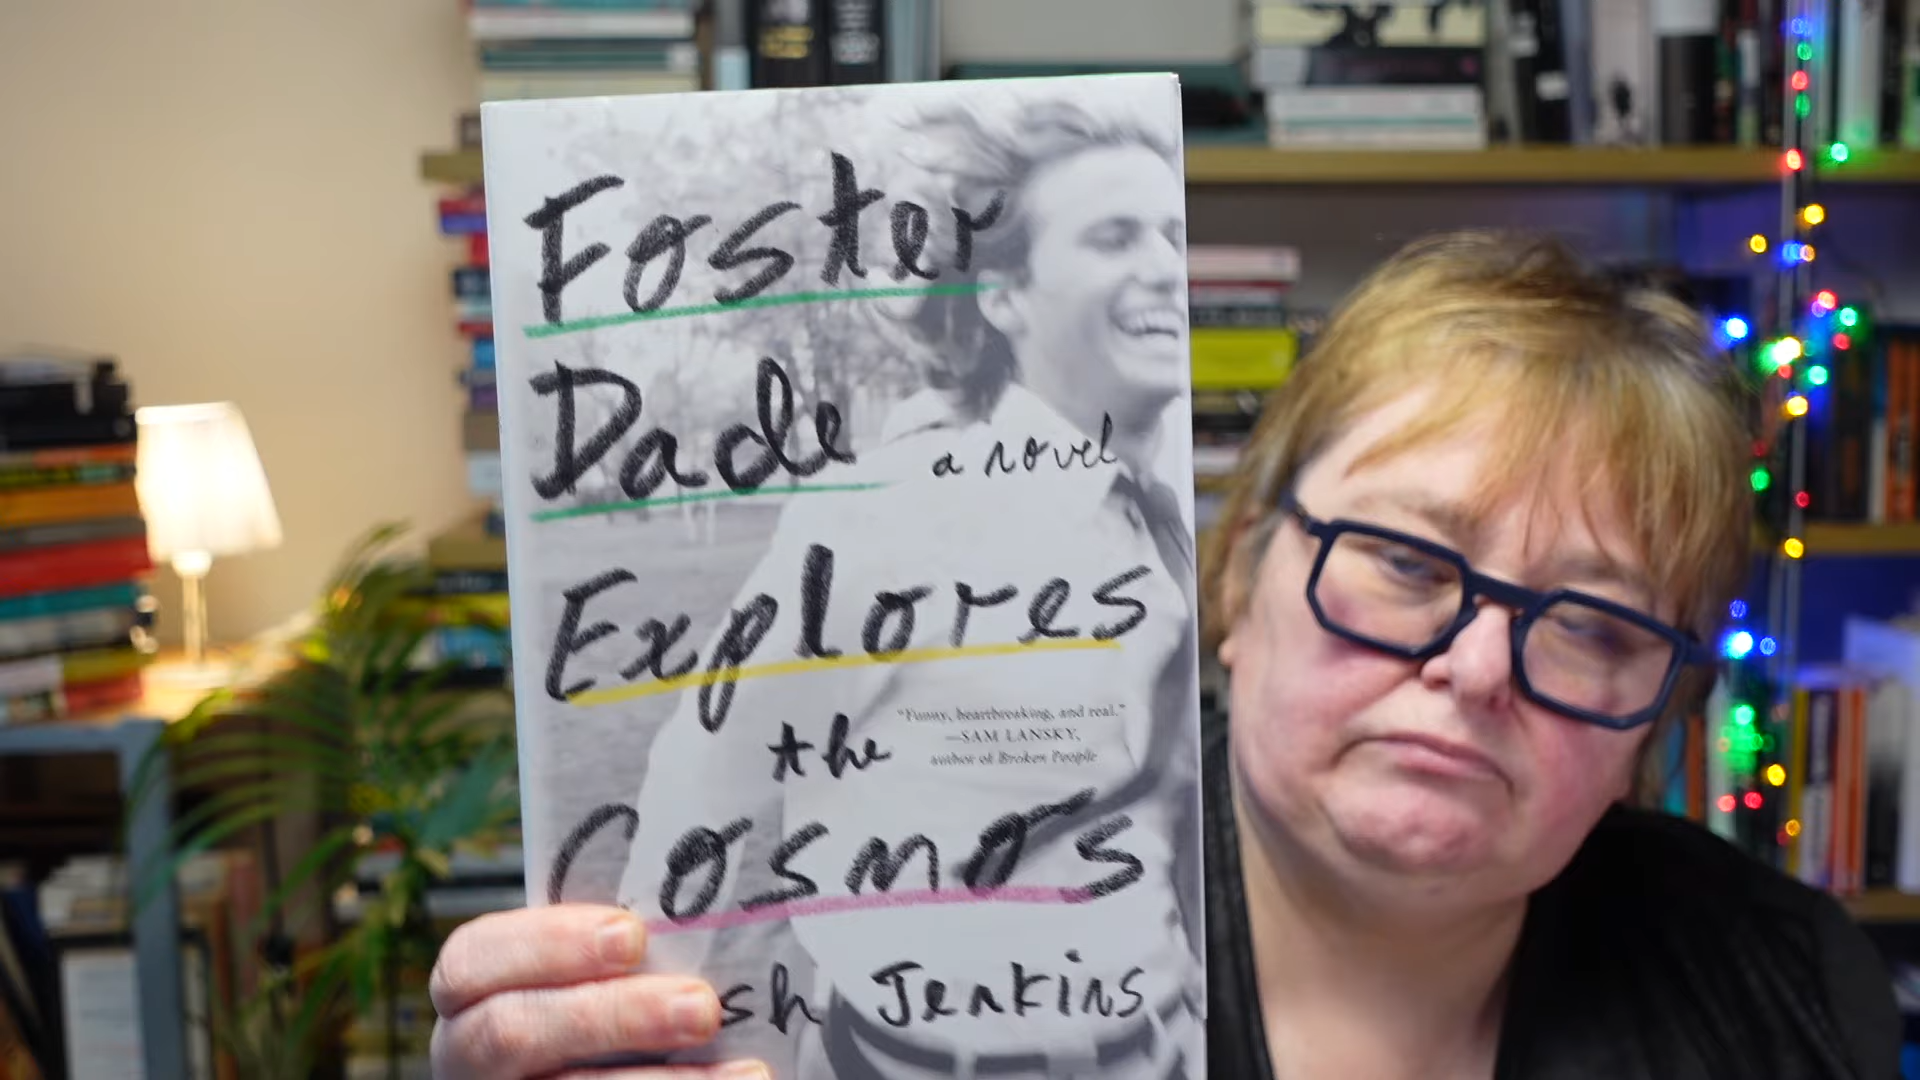 Foster
Dade
a novel
Explores
the
"Funny, heartbreaking, and real."
—SAM LANSKY,
author of Broken People
Cosmos
sh Jenkins